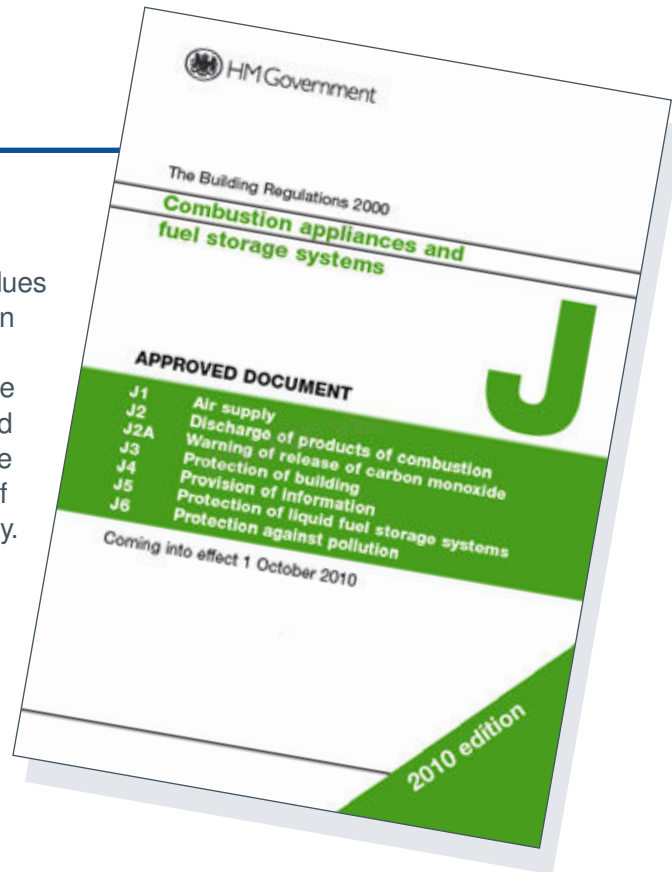 HM Government
The Building Regulations 2000
Combustion appliances and
fuel storage systems
J
APPROVED DOCUMENT
J1 Air supply
J2 Discharge of products of combustion
J2A Warning of release of carbon monoxide
J3 Protection of building
J4 Provision of information
J5 Protection of liquid fuel storage systems
J6 Protection against pollution
Coming into effect 1 October 2010
2010 edition